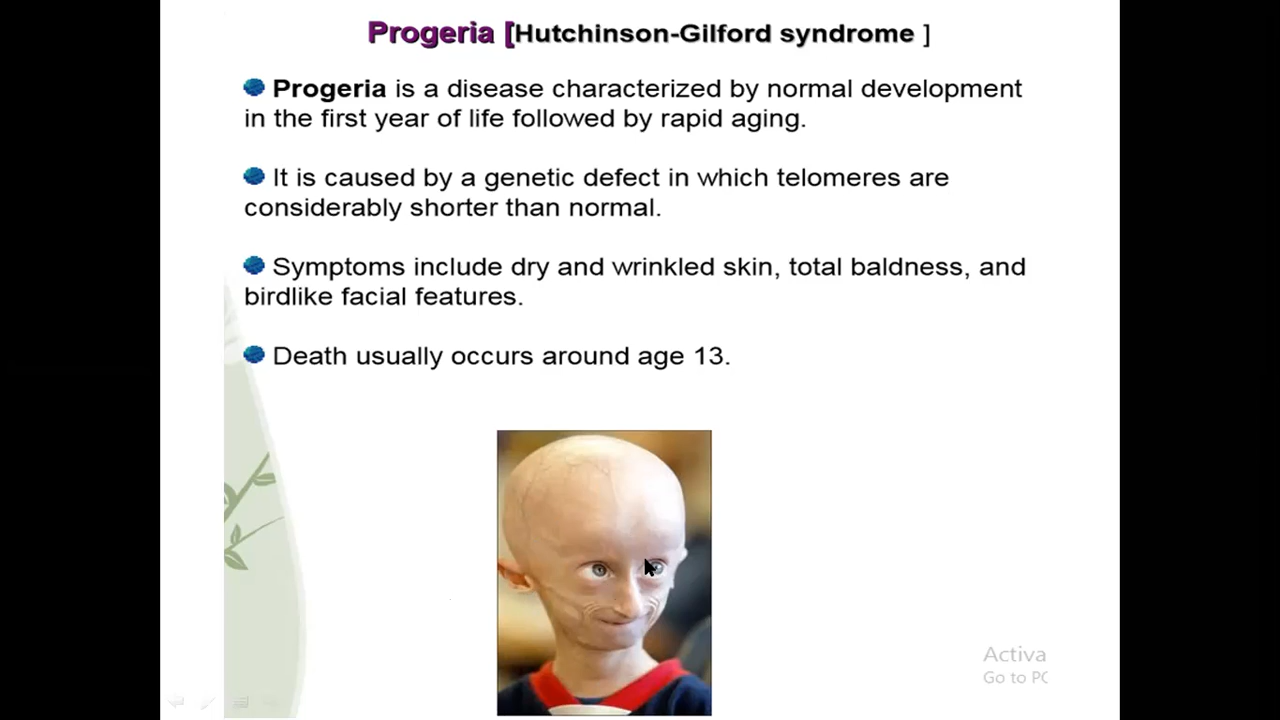 Progeria [Hutchinson-Gilford syndrome ]
Progeria is a disease characterized by normal development
in the first year of life followed by rapid aging.
It is caused by a genetic defect in which telomeres are
considerably shorter than normal.
Symptoms include dry and wrinkled skin, total baldness, and
birdlike facial features.
Death usually occurs around age 13.
Activa
Go to PC